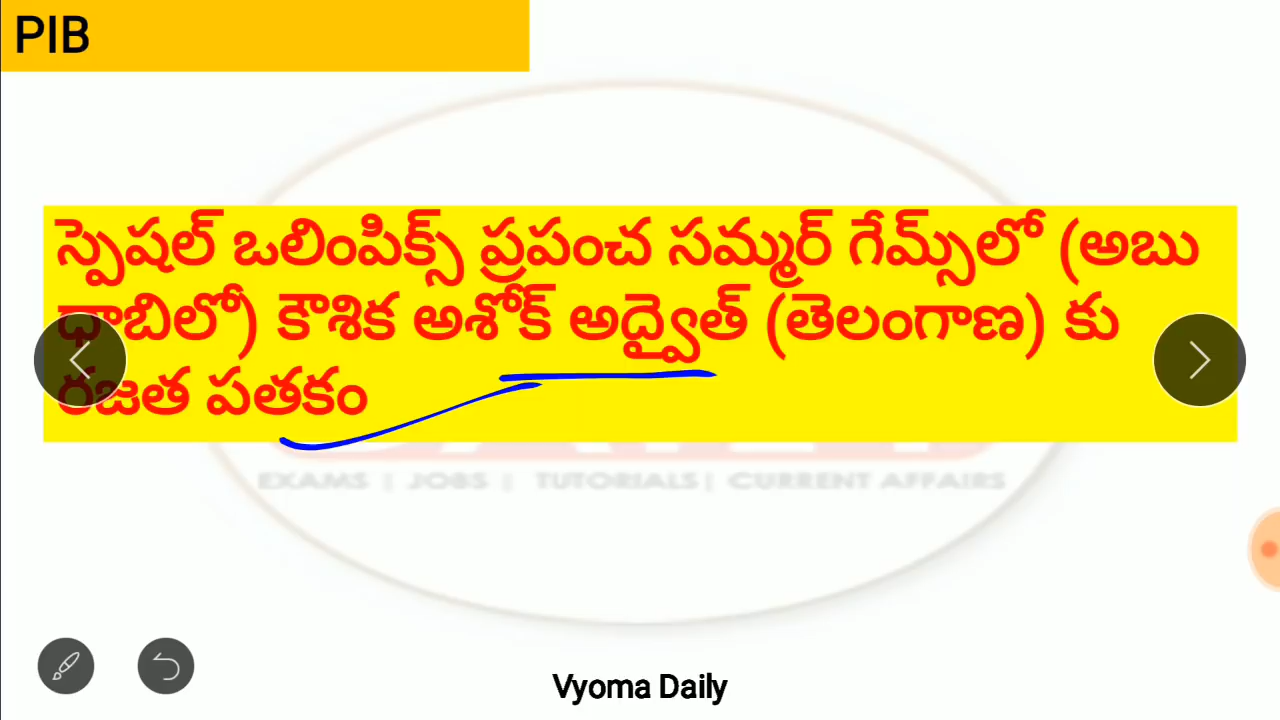 PIB
స్పెషల్ ఒలింపిక్స్ ప్రపంచ సమ్మర్ గేమ్స్‌లో (అబు
ధాబిలో) కౌశిక అశోక్ అద్వైత్ (తెలంగాణ) కు
రజత పతకం
EXAMS | JOBS | TUTORIALS | CURRENT AFFAIRS
Vyoma Daily